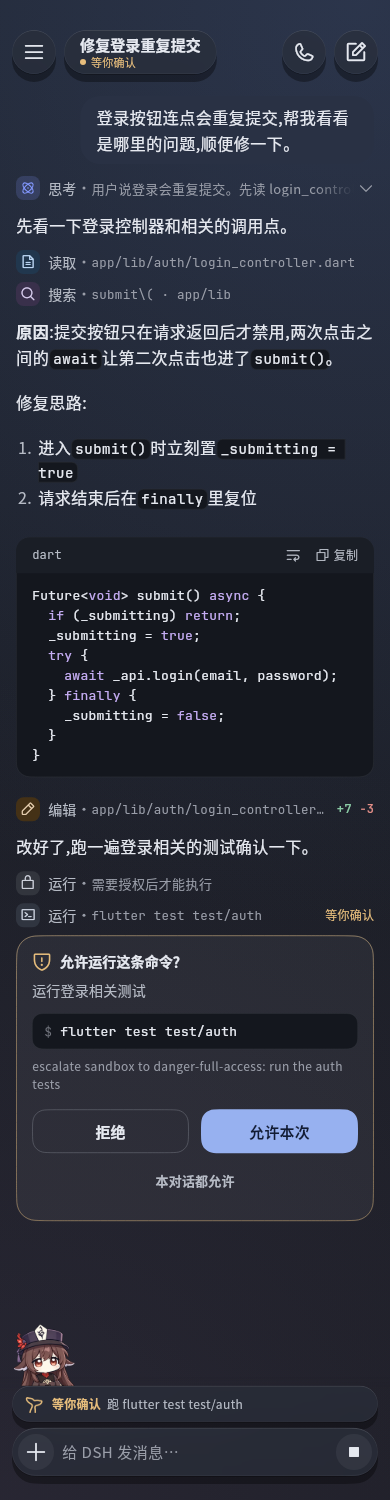 修复登录重复提交
等你确认
登录按钮连点会重复提交,帮我看看
是哪里的问题,顺便修一下。
思考·用户说登录会重复提交。先读 login_contro
先看一下登录控制器和相关的调用点。
读取·app/lib/auth/login_controller.dart
搜索·submit\( · app/lib
原因:提交按钮只在请求返回后才禁用,两次点击之
间的 await 让第二次点击也进了 submit()。
修复思路:
1. 进入 submit() 时立刻置 _submitting =
true
2. 请求结束后在 finally 里复位
dart 复制
Future<void> submit() async {
  if (_submitting) return;
  _submitting = true;
  try {
    await _api.login(email, password);
  } finally {
    _submitting = false;
  }
}
编辑·app/lib/auth/login_controller… +7 -3
改好了,跑一遍登录相关的测试确认一下。
运行·需要授权后才能执行
运行·flutter test test/auth 等你确认
允许运行这条命令?
运行登录相关测试
$ flutter test test/auth
escalate sandbox to danger-full-access: run the auth
tests
拒绝 允许本次
本对话都允许
等你确认 跑 flutter test test/auth
给 DSH 发消息…